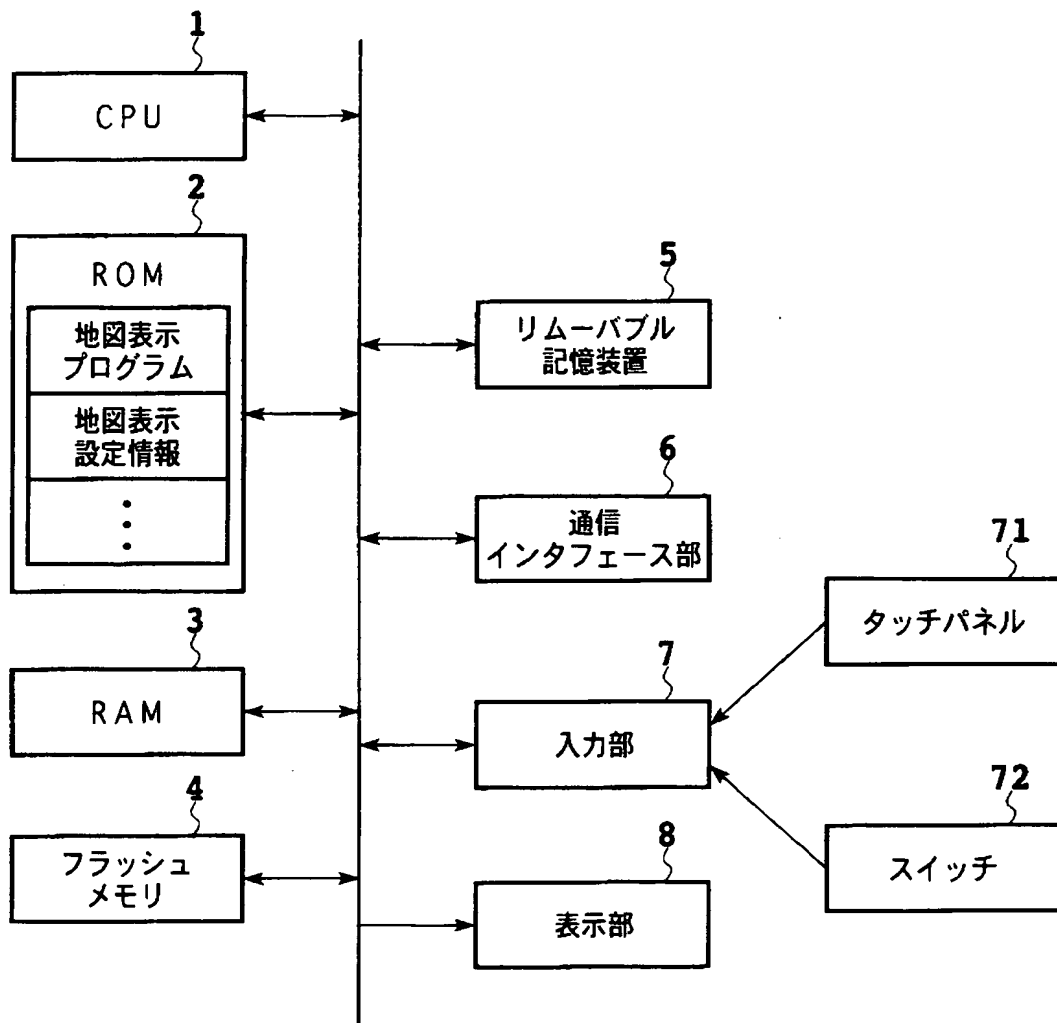 1
CPU
2
ROM
地図表示
プログラム
地図表示
設定情報
3
RAM
4
フラッシュ
メモリ
5
リムーバブル
記憶装置
6
通信
インタフェース部
7
入力部
8
表示部
71
タッチパネル
72
スイッチ